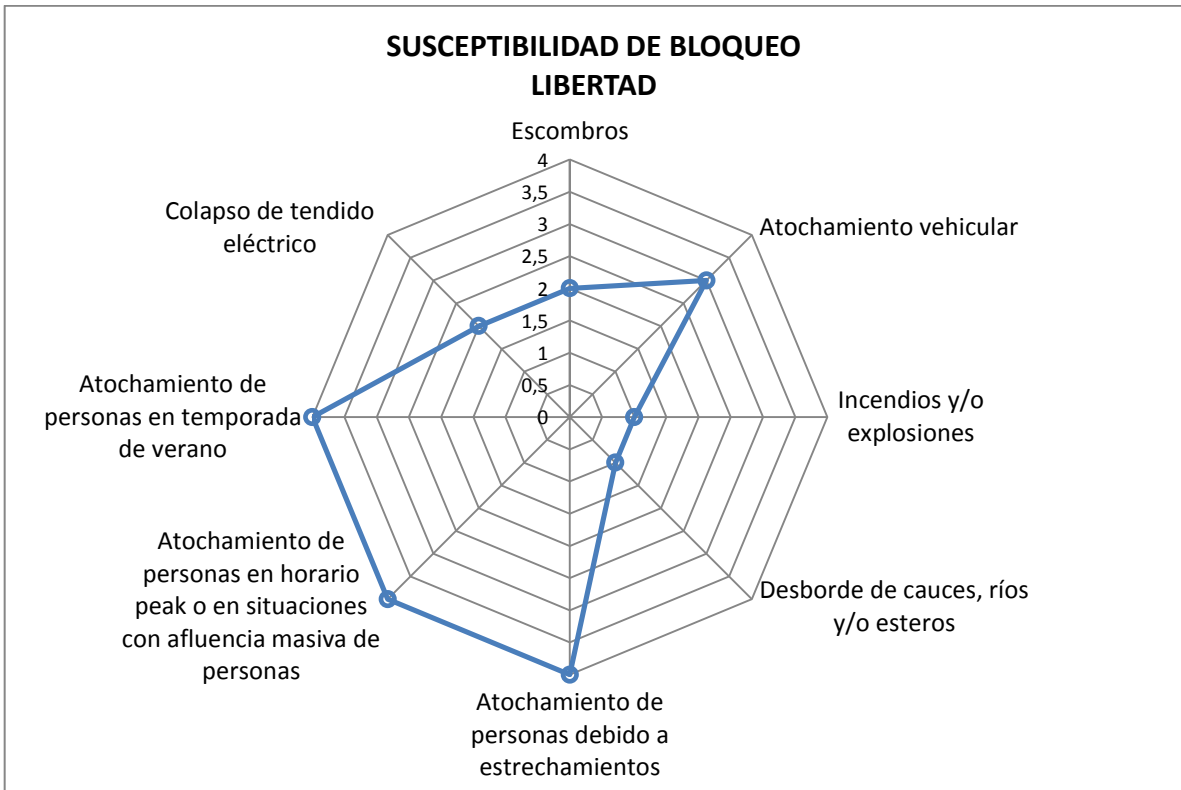 SUSCEPTIBILIDAD DE BLOQUEO
LIBERTAD
Escombros
Atochamiento vehicular
Incendios y/o
explosiones
Desborde de cauces, ríos
y/o esteros
Atochamiento de
personas debido a
estrechamientos
Atochamiento de
personas en horario
peak o en situaciones
con afluencia masiva de
personas
Atochamiento de
personas en temporada
de verano
Colapso de tendido
eléctrico
4
3,5
3
2,5
2
1,5
1
0,5
0